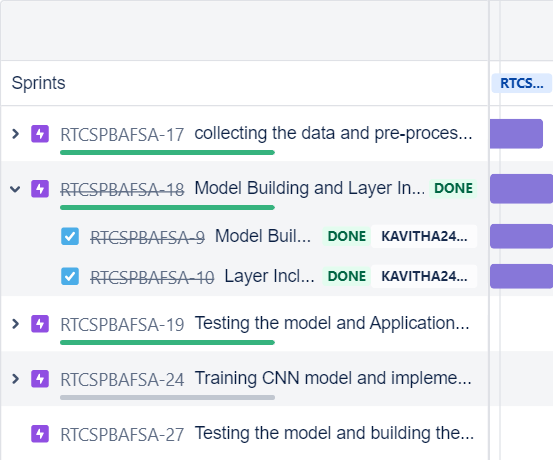 Sprints RTCS...
RTCSPBAFSA-17 collecting the data and pre-proces...
RTCSPBAFSA-18 Model Building and Layer In... DONE
RTCSPBAFSA-9 Model Buil... DONE KAVITHA24...
RTCSPBAFSA-10 Layer Incl... DONE KAVITHA24...
RTCSPBAFSA-19 Testing the model and Application...
RTCSPBAFSA-24 Training CNN model and impleme...
RTCSPBAFSA-27 Testing the model and building the...